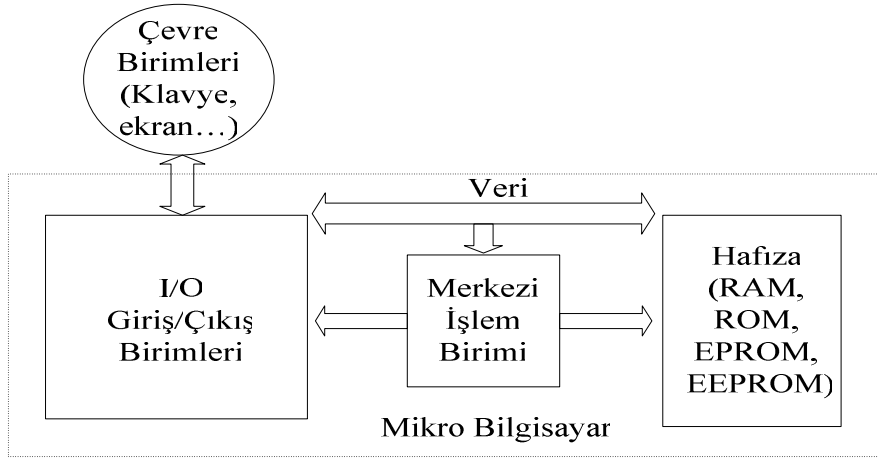 Çevre
Birimleri
(Klavye,
ekran…)
Veri
I/O
Giriş/Çıkış
Birimleri
Merkezi
İşlem
Birimi
Hafıza
(RAM,
ROM,
EPROM,
EEPROM)
Mikro Bilgisayar